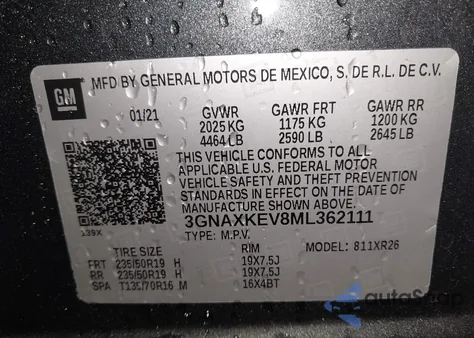 GM
MFD BY GENERAL MOTORS DE MEXICO, S. DE R.L. DE C.V.
01/21 GVWR GAWR FRT GAWR RR
2025 KG 1175 KG 1200 KG
4464 LB 2590 LB 2645 LB
THIS VEHICLE CONFORMS TO ALL
APPLICABLE U.S. FEDERAL MOTOR
VEHICLE SAFETY AND THEFT PREVENTION
STANDARDS IN EFFECT ON THE DATE OF
MANUFACTURE SHOWN ABOVE.
3GNAXKEV8ML362111
139X TYPE: M.P.V.
TIRE SIZE RIM MODEL: 811XR26
FRT 235/50R19 H 19X7.5J
RR 235/50R19 H 19X7.5J
SPA T135/70R16 M 16X4BT
autoSnap